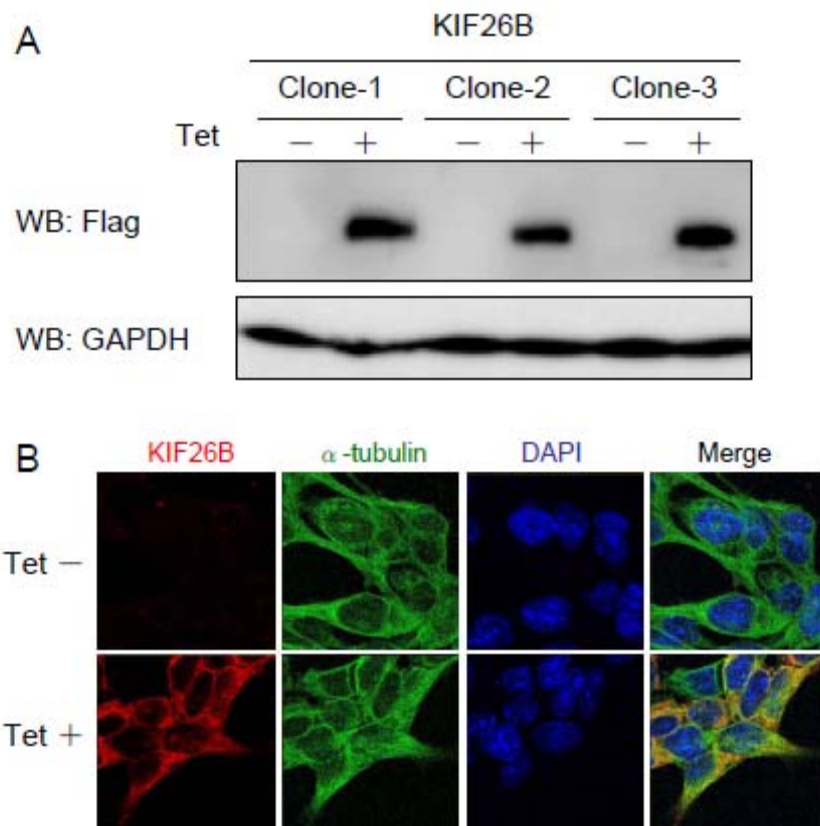 A
KIF26B
Clone-1 Clone-2 Clone-3
Tet − + − + − +
WB: Flag
WB: GAPDH
B
KIF26B α-tubulin DAPI Merge
Tet −
Tet +